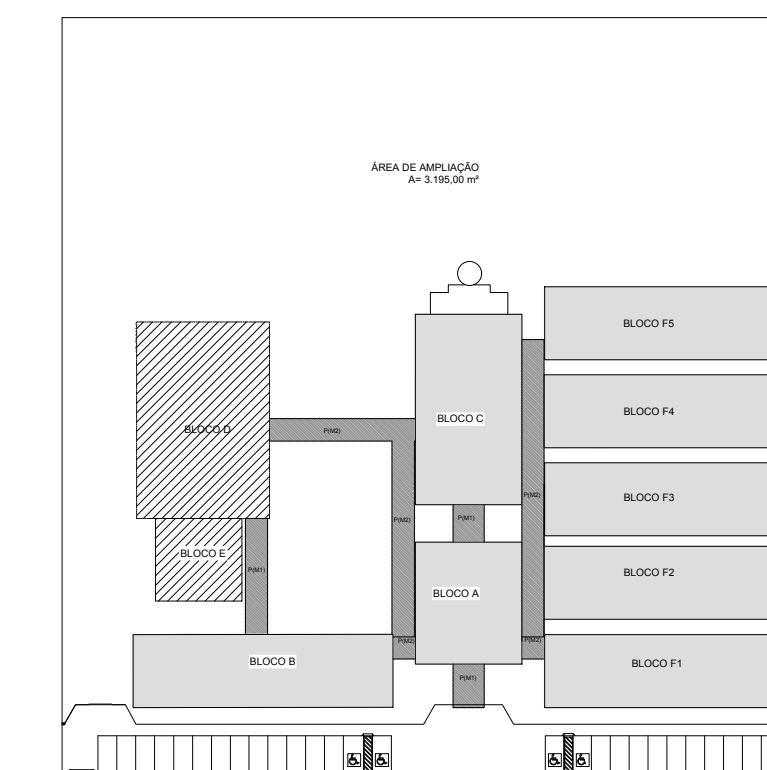 ÁREA DE AMPLIAÇÃO
A= 3.195,00 m²
BLOCO F5
BLOCO F4
BLOCO C
BLOCO D
P(M2)
BLOCO F3
P(M2)
P(M1)
P(M2)
BLOCO E
P(M1)
BLOCO F2
BLOCO A
P(M2)
P(M2)
BLOCO B
BLOCO F1
P(M1)